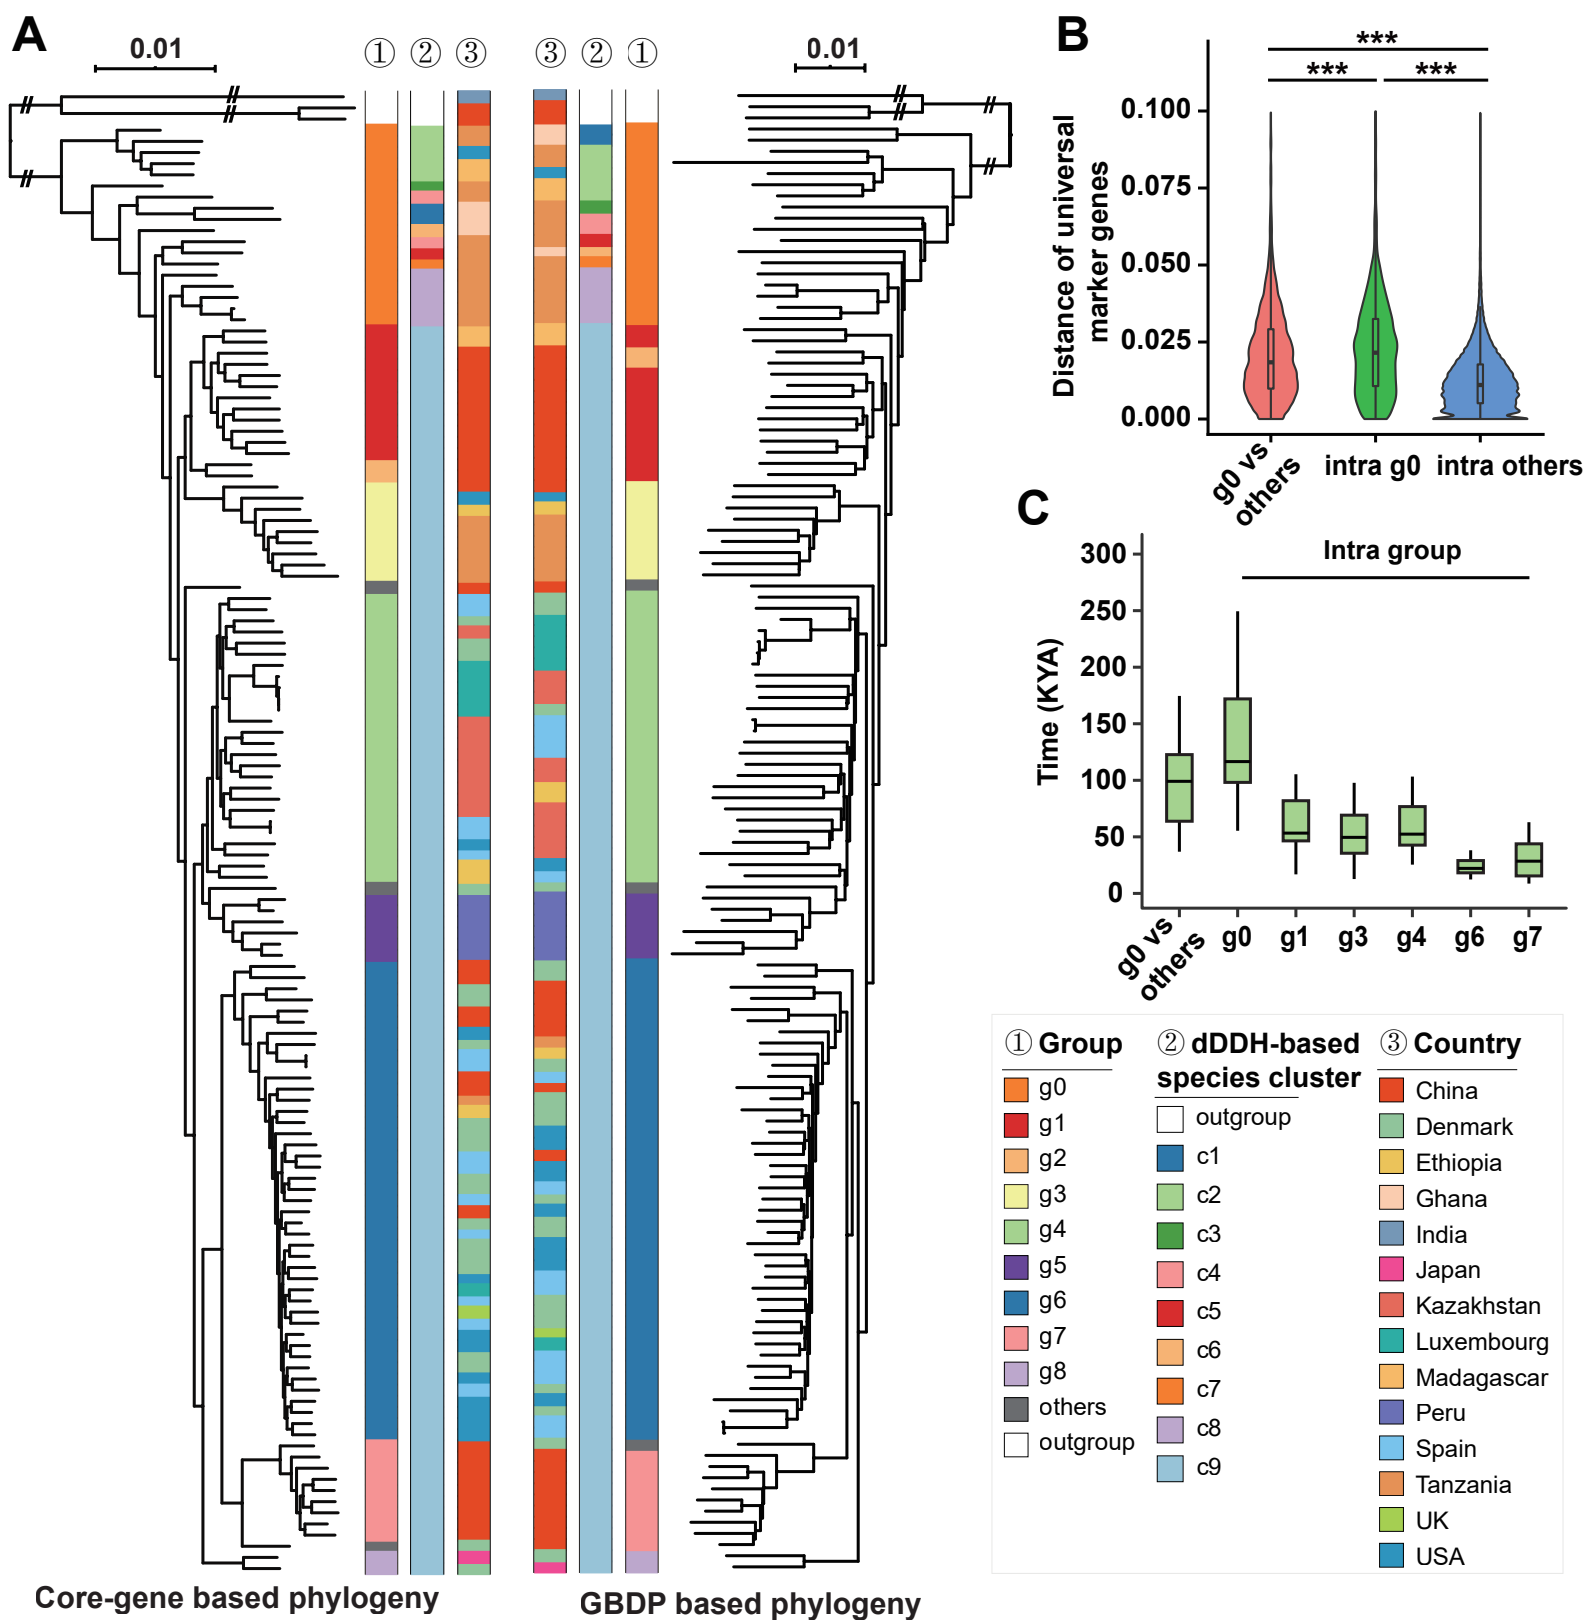 A
0.01
① ② ③
③ ② ①
0.01
Core-gene based phylogeny
GBDP based phylogeny
B
***
*** ***
Distance of universal
marker genes
0.100
0.075
0.050
0.025
0.000
g0 vs
others
intra g0
intra others
C
Intra group
Time (KYA)
300
250
200
150
100
50
0
g0 vs
others
g0
g1
g3
g4
g6
g7
① Group
g0
g1
g2
g3
g4
g5
g6
g7
g8
others
outgroup
② dDDH-based
species cluster
outgroup
c1
c2
c3
c4
c5
c6
c7
c8
c9
③ Country
China
Denmark
Ethiopia
Ghana
India
Japan
Kazakhstan
Luxembourg
Madagascar
Peru
Spain
Tanzania
UK
USA